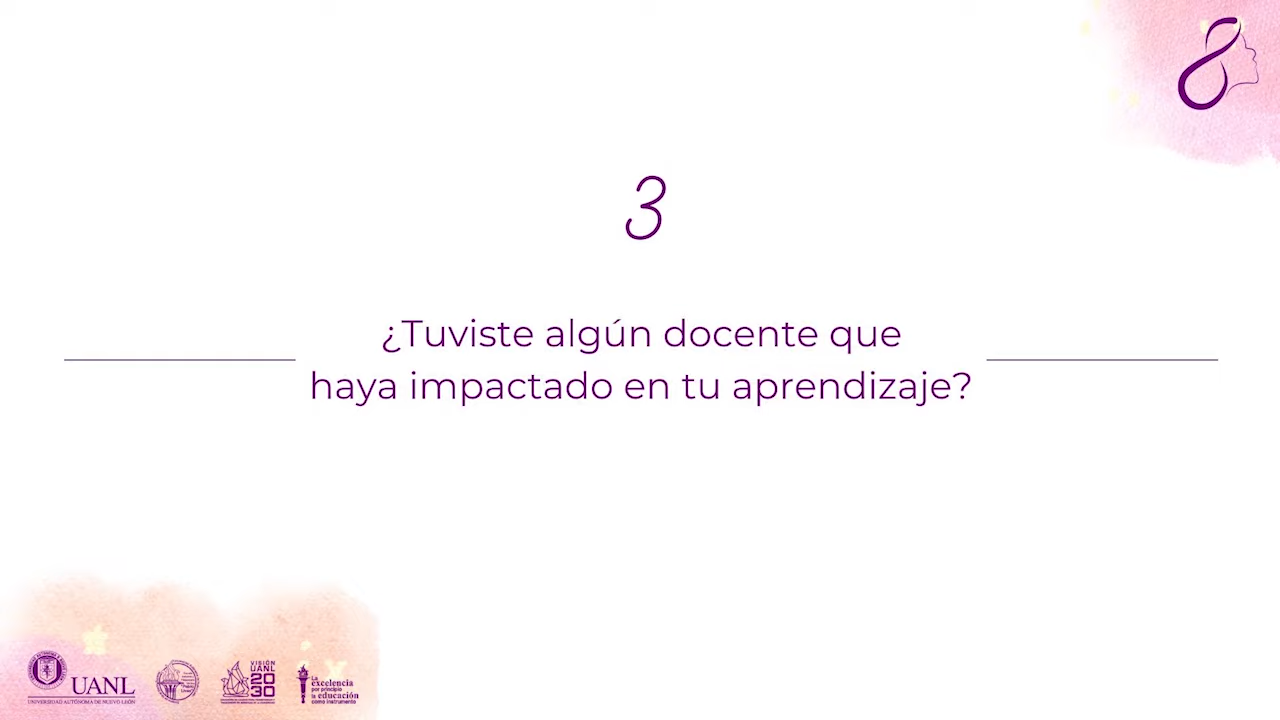 8
3
¿Tuviste algún docente que
haya impactado en tu aprendizaje?
UANL
UNIVERSIDAD AUTÓNOMA DE NUEVO LEÓN
VISIÓN
UANL
20
30
La
excelencia
por principio
la educación
como instrumento